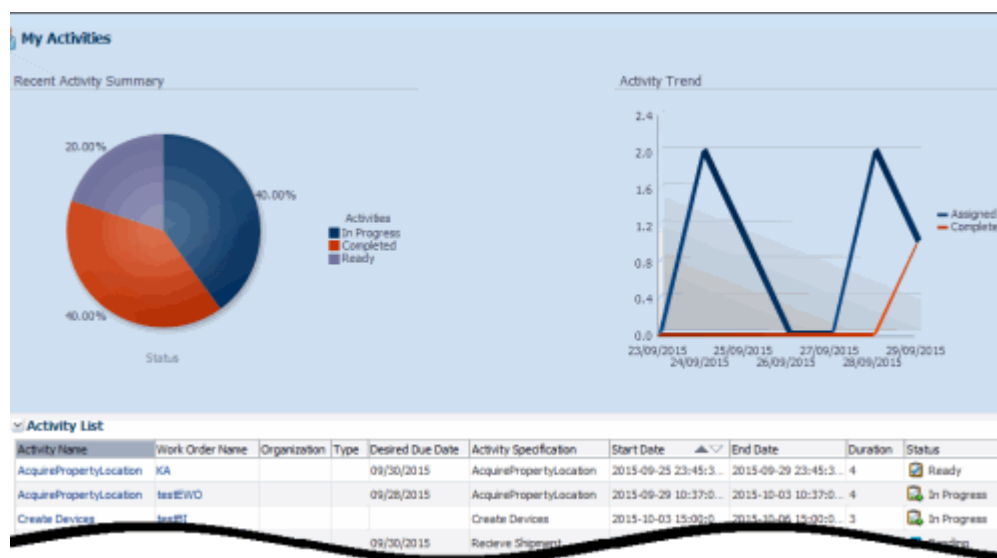 My Activities
Recent Activity Summary
Activity Trend
20.00%
40.00%
40.00%
Activities
In Progress
Completed
Ready
Status
2.4
2.0
1.6
1.2
0.8
0.4
0.0
23/09/2015 25/09/2015 27/09/2015 29/09/2015
24/09/2015 26/09/2015 28/09/2015
Assigned
Complete
Activity List
Activity Name Work Order Name Organization Type Desired Due Date Activity Specification Start Date End Date Duration Status
AcquirePropertyLocation KA 09/30/2015 AcquirePropertyLocation 2015-09-25 23:45:3... 2015-09-29 23:45:3... 4 Ready
AcquirePropertyLocation testEWO 09/28/2015 AcquirePropertyLocation 2015-09-29 10:37:0... 2015-10-03 10:37:0... 4 In Progress
Create Devices Create Devices 2015-10-03 15:00:0... 2015-10-06 15:00:0... 3 In Progress
09/30/2015 Recieve Shipment